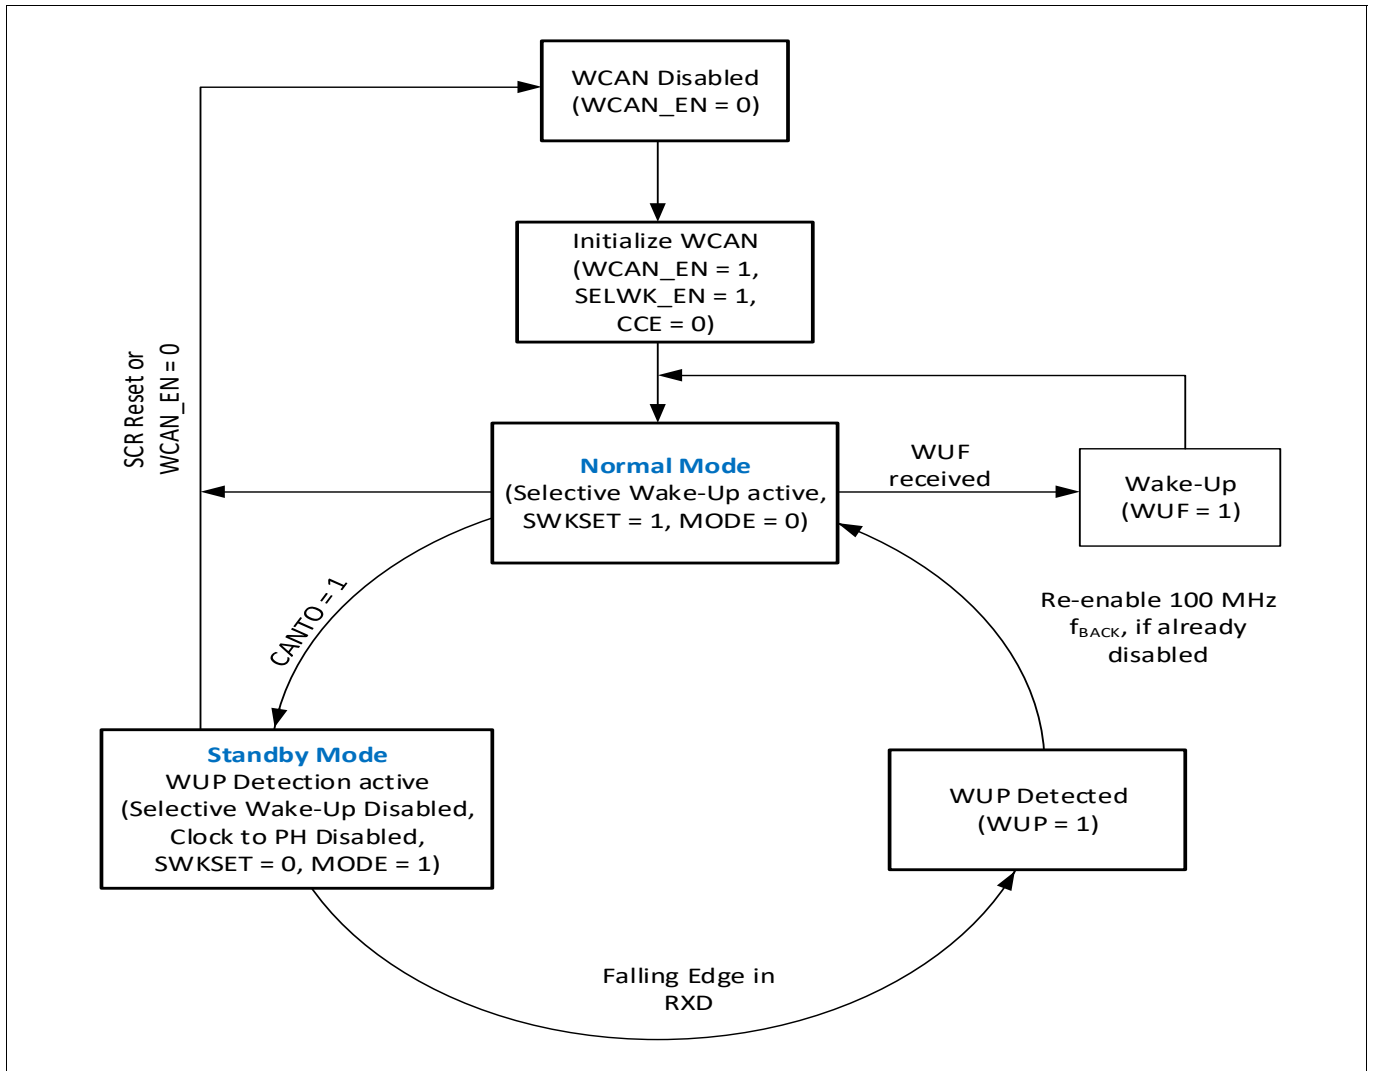 WCAN Disabled
(WCAN_EN = 0)
Initialize WCAN
(WCAN_EN = 1,
SELWK_EN = 1,
CCE = 0)
SCR Reset or
WCAN_EN = 0
Normal Mode
(Selective Wake-Up active,
SWKSET = 1, MODE = 0)
WUF
received
Wake-Up
(WUF = 1)
CANTO = 1
Re-enable 100 MHz
fBACK, if already
disabled
Standby Mode
WUP Detection active
(Selective Wake-Up Disabled,
Clock to PH Disabled,
SWKSET = 0, MODE = 1)
WUP Detected
(WUP = 1)
Falling Edge in
RXD